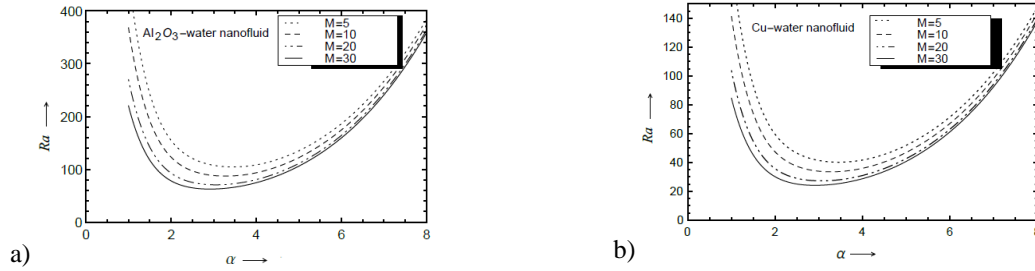 400
300
200
100
0
Ra
Al2O3–water nanofluid
M=5
M=10
M=20
M=30
0 2 4 6 8
α
a)
140
120
100
80
60
40
20
0
Ra
Cu–water nanofluid
M=5
M=10
M=20
M=30
0 2 4 6 8
α
b)